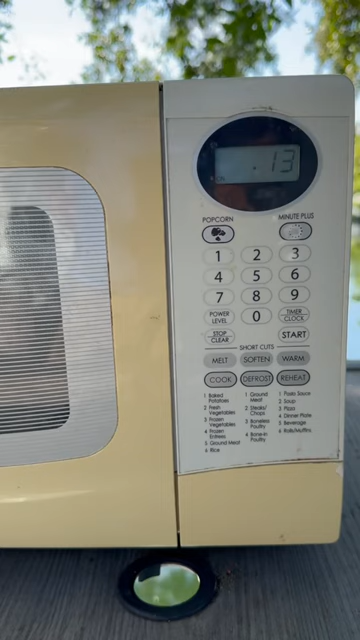 .13
POPCORN MINUTE PLUS
1 2 3
4 5 6
7 8 9
POWER LEVEL 0 TIMER CLOCK
STOP CLEAR START
SHORT CUTS
MELT SOFTEN WARM
COOK DEFROST REHEAT
1 Baked Potatoes
2 Fresh Vegetables
3 Frozen Vegetables
4 Frozen Entrees
5 Ground Meat
6 Rice
1 Ground Meat
2 Steaks/ Chops
3 Boneless Poultry
4 Bone-In Poultry
1 Pasta Sauce
2 Soup
3 Pizza
4 Dinner Plate
5 Beverage
6 Rolls/Muffins